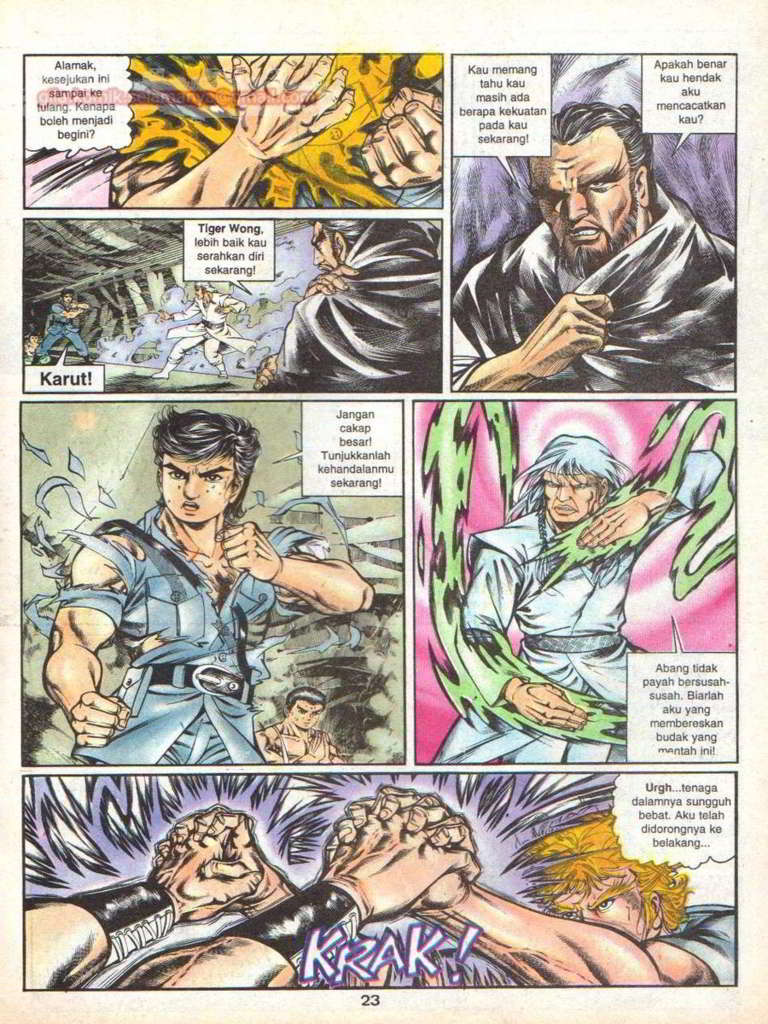 Alamak,
kesejukan ini
sampai ke
tulang. Kenapa
boleh menjadi
begini?
Kau memang
tahu kau
masih ada
berapa kekuatan
pada kau
sekarang!
Apakah benar
kau hendak
aku
mencacatkan
kau?
Tiger Wong,
lebih baik kau
serahkan diri
sekarang!
Karut!
Jangan
cakap
besar!
Tunjukkanlah
kehandalanmu
sekarang!
Abang tidak
payah bersusah-
susah. Biarlah
aku yang
membereskan
budak yang
mentah ini!
Urgh...tenaga
dalamnya sungguh
bebat. Aku telah
didorongnya ke
belakang...
KRAK!
23